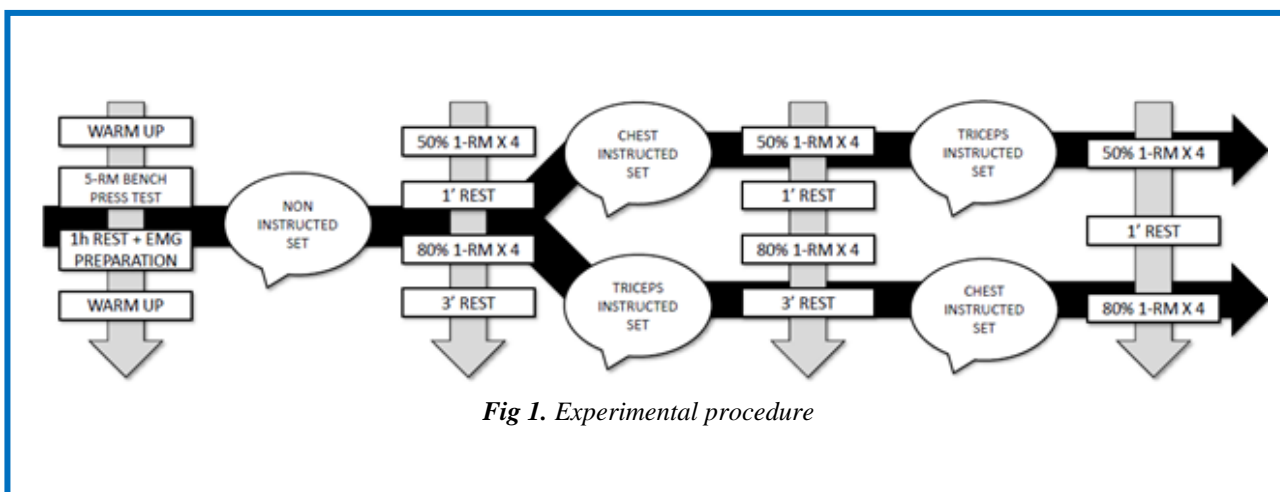 WARM UP
5-RM BENCH
PRESS TEST
1h REST + EMG
PREPARATION
WARM UP
NON
INSTRUCTED
SET
50% 1-RM X 4
1' REST
80% 1-RM X 4
3' REST
CHEST
INSTRUCTED
SET
TRICEPS
INSTRUCTED
SET
50% 1-RM X 4
1' REST
80% 1-RM X 4
3' REST
TRICEPS
INSTRUCTED
SET
CHEST
INSTRUCTED
SET
50% 1-RM X 4
1' REST
80% 1-RM X 4
Fig 1. Experimental procedure